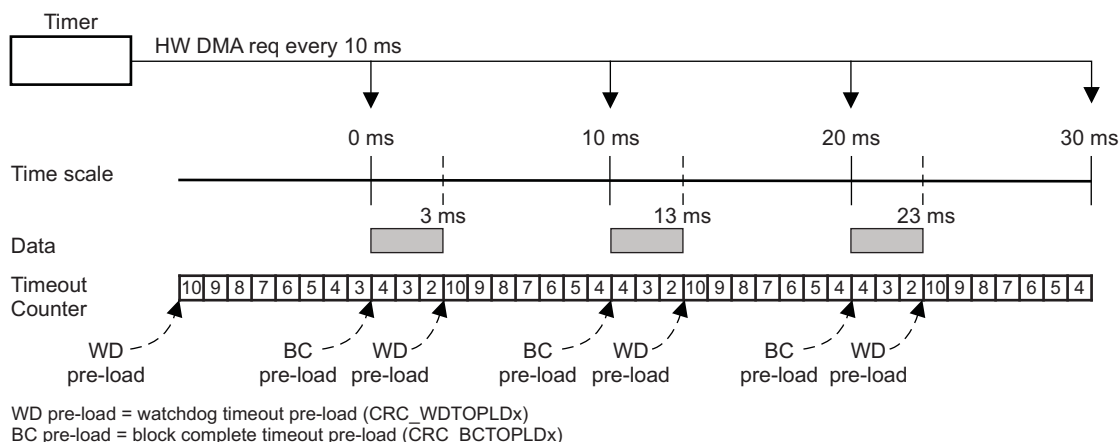 Timer
HW DMA req every 10 ms
0 ms 10 ms 20 ms 30 ms
Time scale
3 ms 13 ms 23 ms
Data
Timeout Counter
10 9 8 7 6 5 4 3 4 3 2 10 9 8 7 6 5 4 4 3 2 10 9 8 7 6 5 4 4 3 2 10 9 8 7 6 5 4
WD pre-load
BC pre-load
WD pre-load
BC pre-load
WD pre-load
BC pre-load
WD pre-load
WD pre-load = watchdog timeout pre-load (CRC_WDTOPLDx)
BC pre-load = block complete timeout pre-load (CRC_BCTOPLDx)